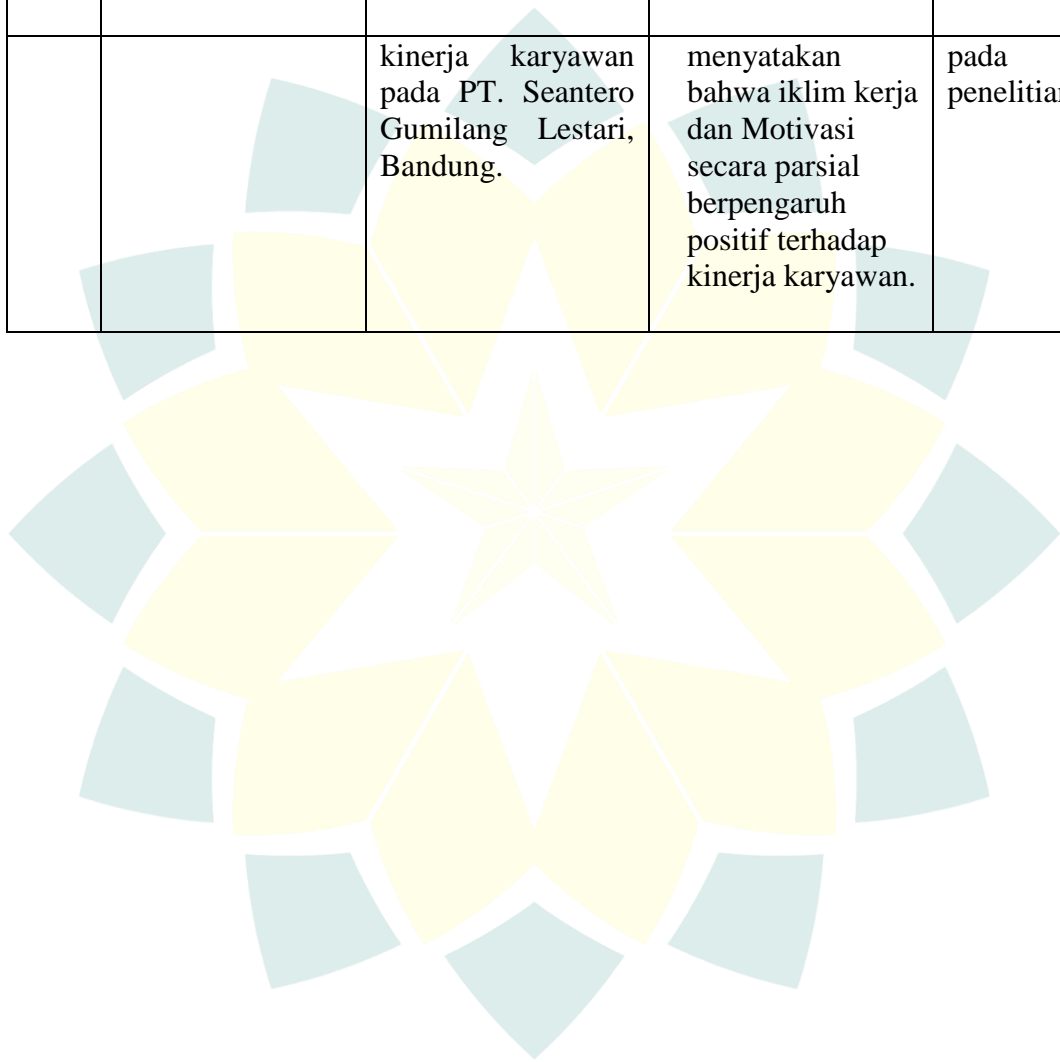 kinerja karyawan
pada PT. Seantero
Gumilang Lestari,
Bandung.
menyatakan
bahwa iklim kerja
dan Motivasi
secara parsial
berpengaruh
positif terhadap
kinerja karyawan.
pada